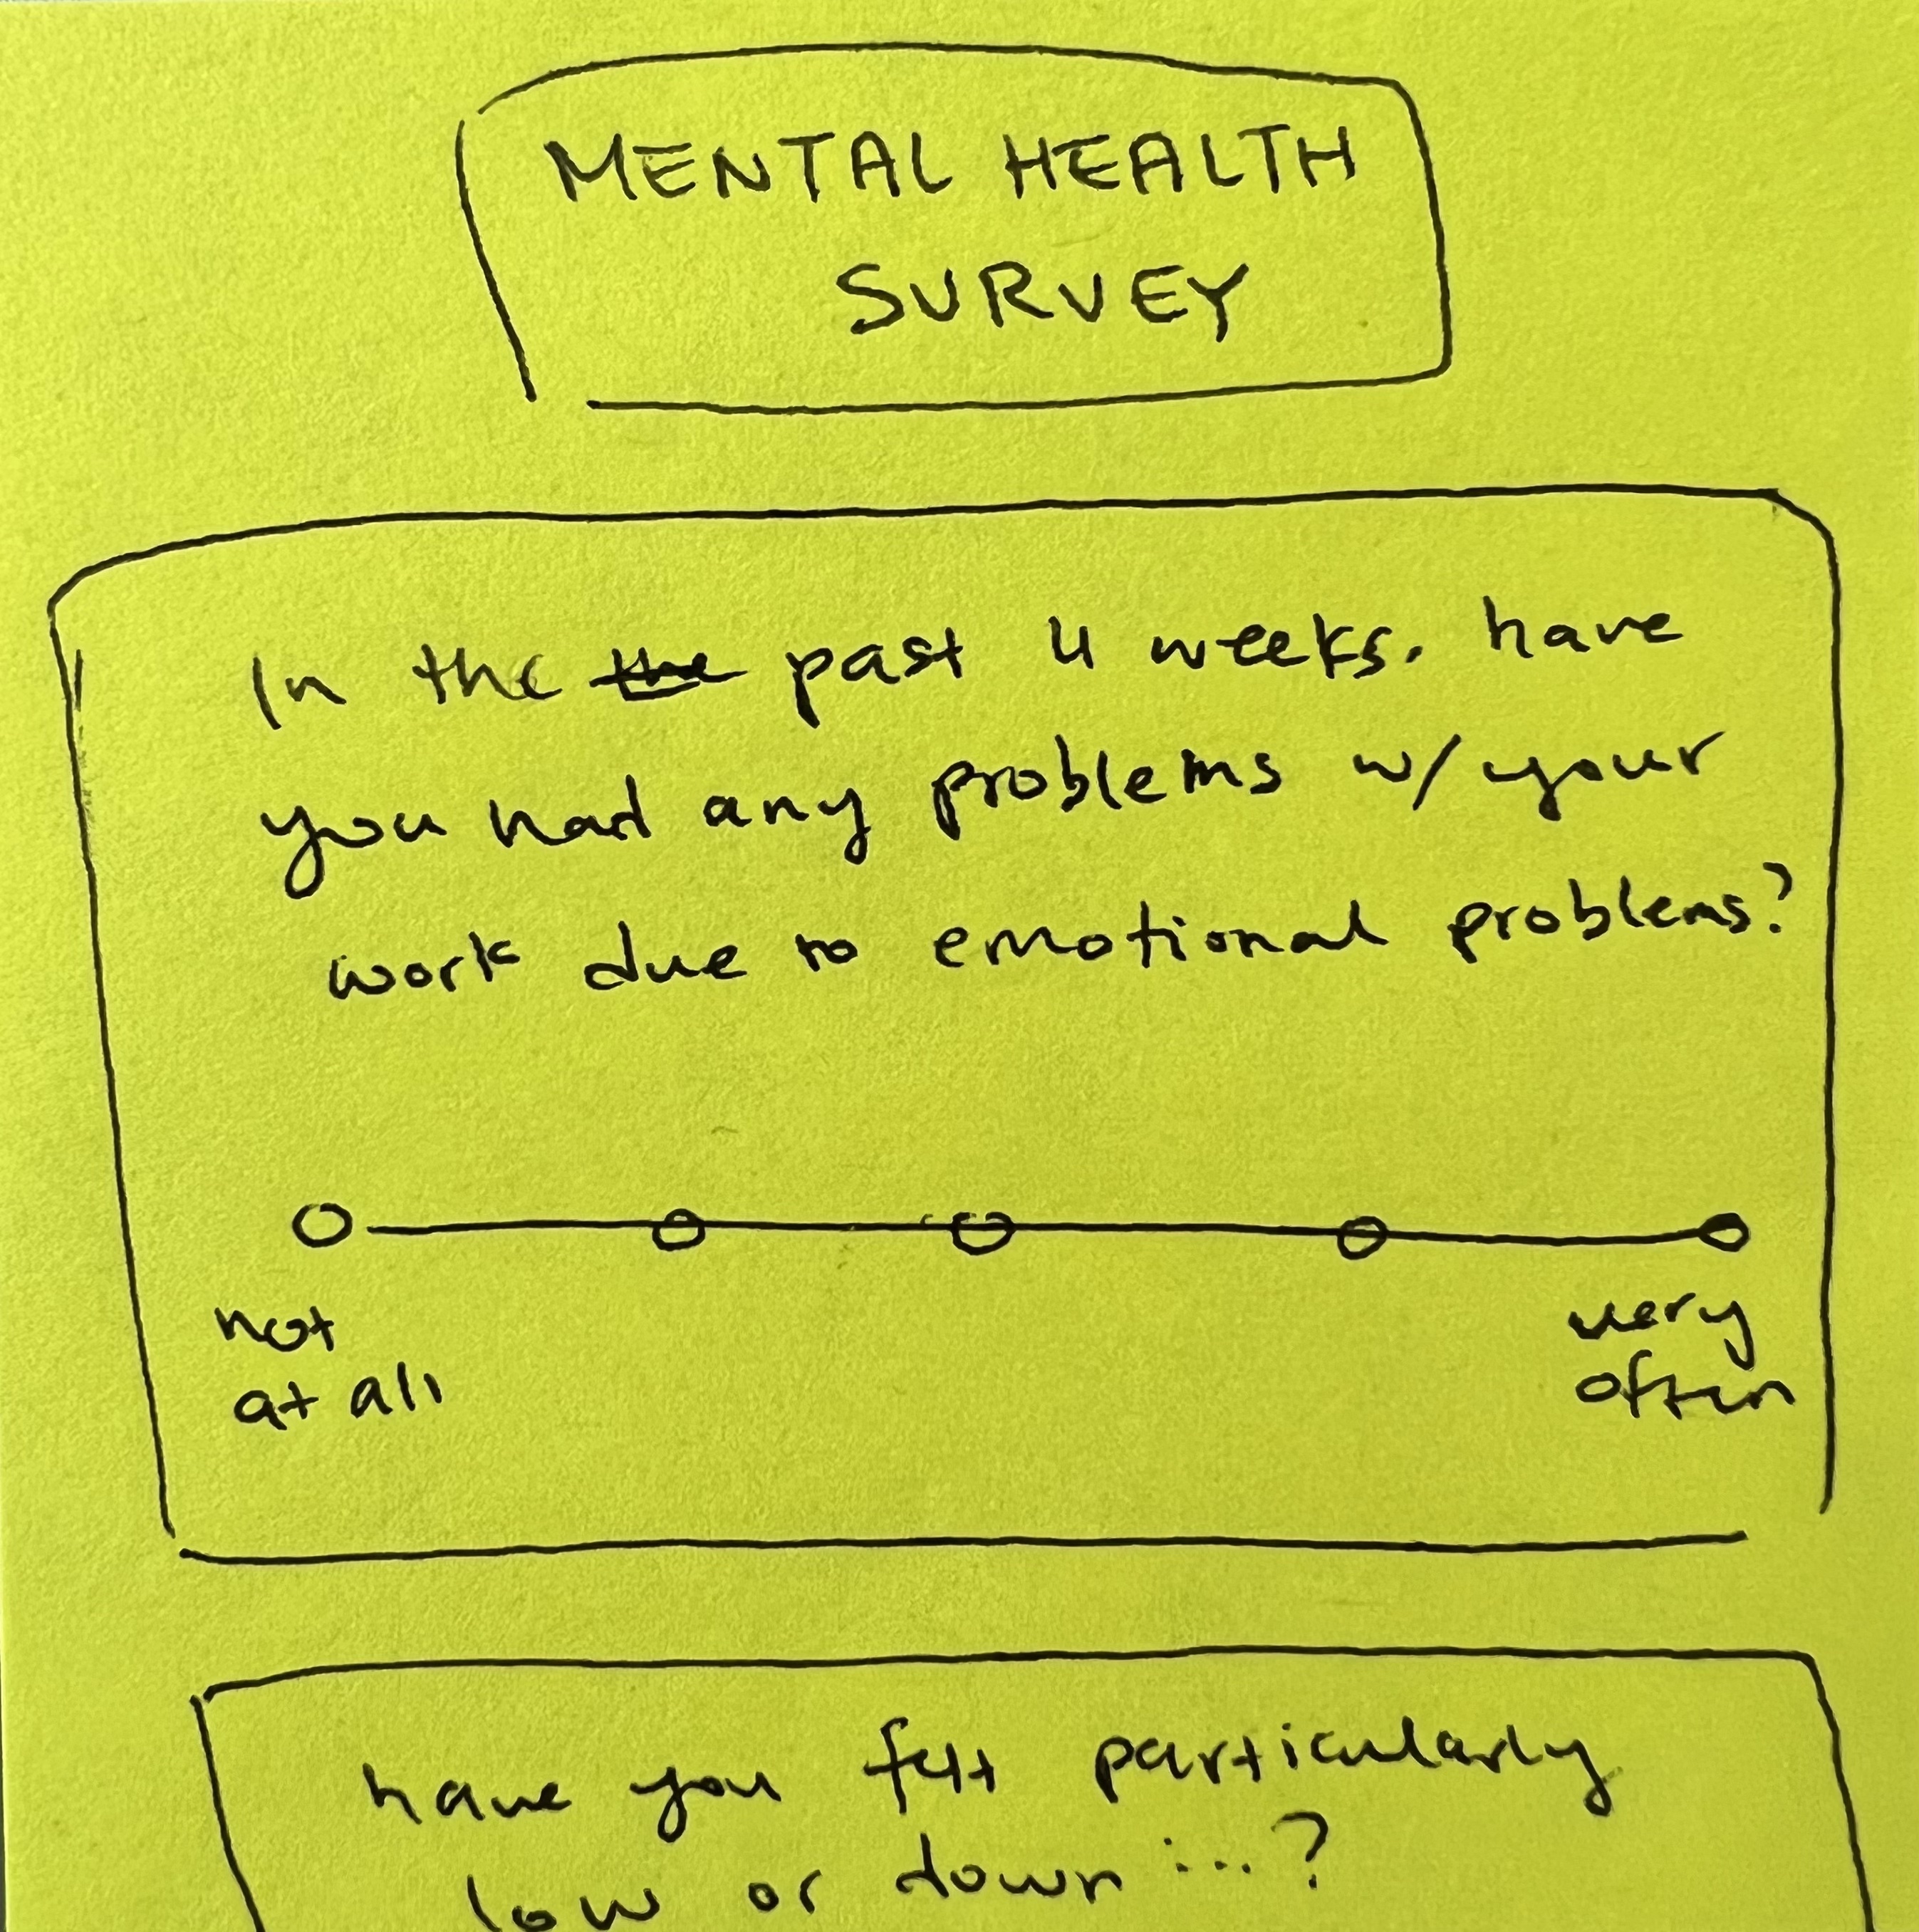 MENTAL HEALTH
SURVEY
In the the past 4 weeks, have
you had any problems w/ your
work due to emotional problems?
not
at all
very
often
have you felt particularly
low or down ...?